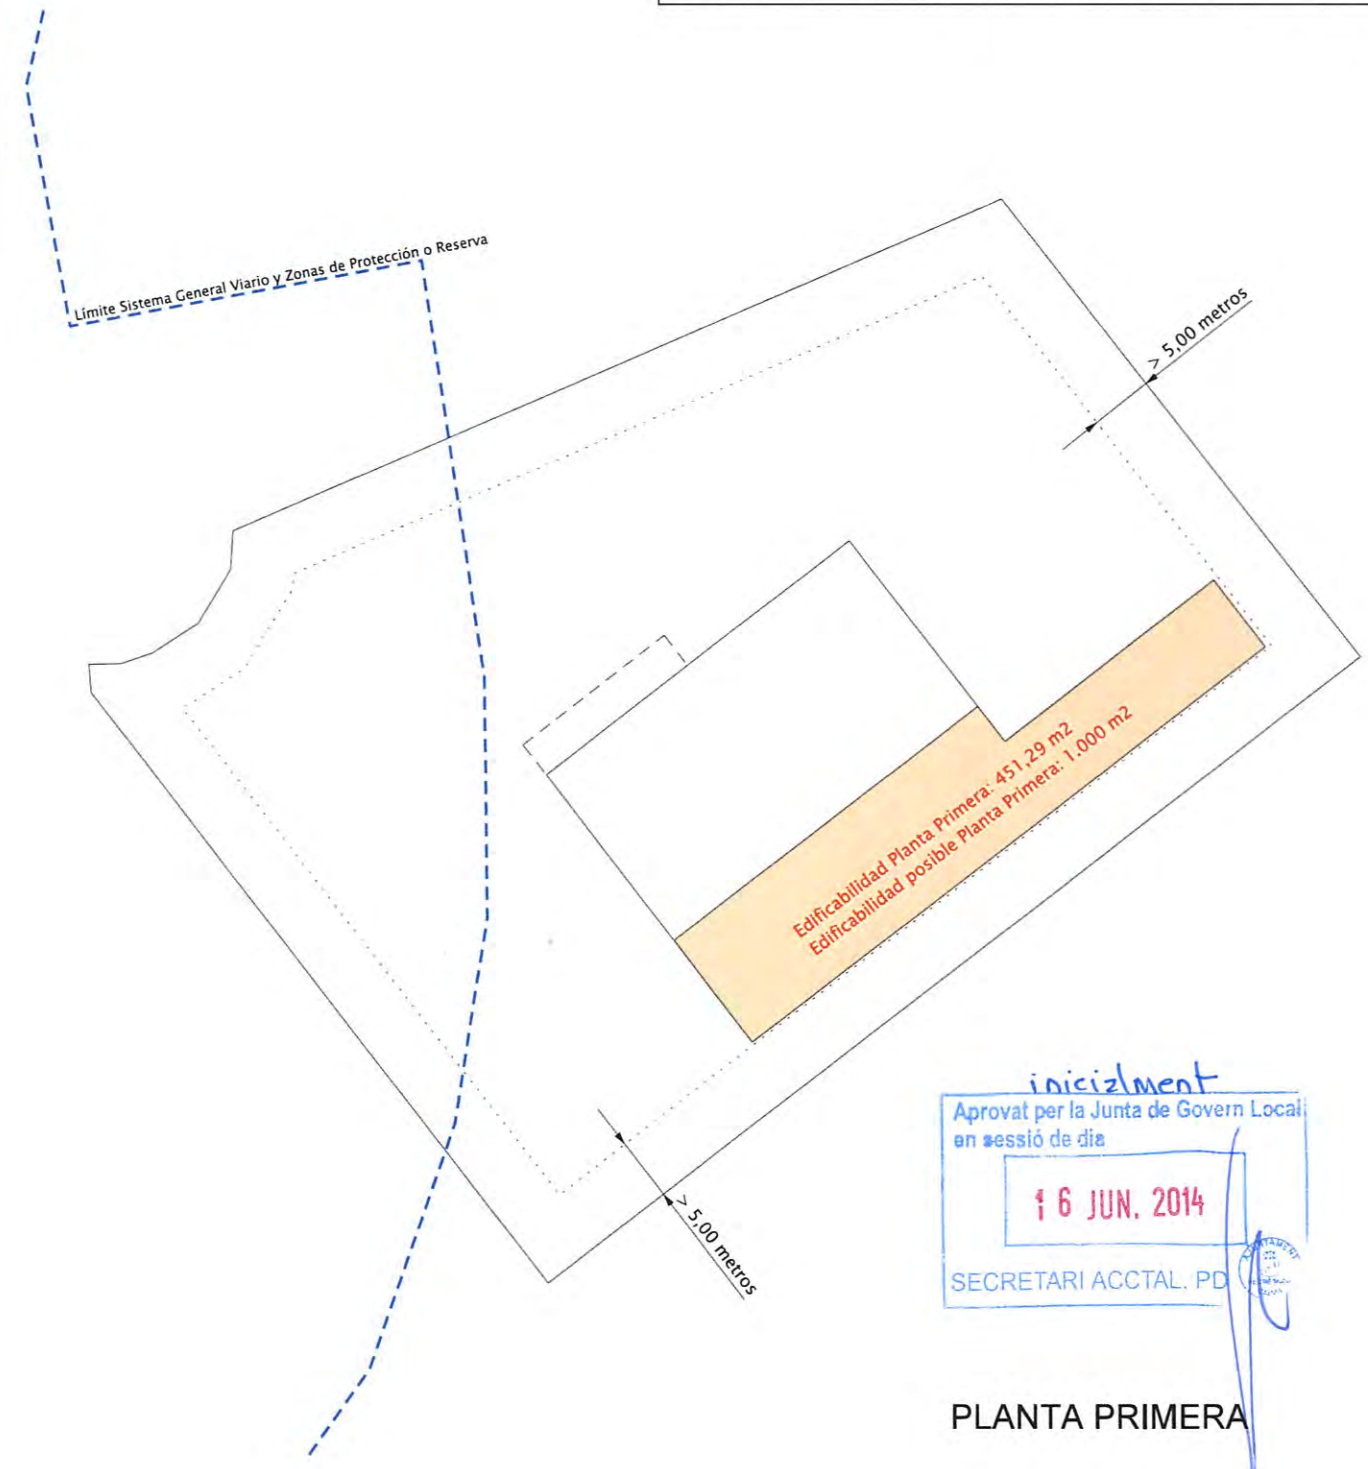 Límite Sistema General Viario y Zonas de Protección o Reserva
> 5,00 metros
Edificabilidad Planta Primera: 451,29 m2
Edificabilidad posible Planta Primera: 1.000 m2
> 5,00 metros
inicialment
Aprovat per la Junta de Govern Local
en sessió de dia
16 JUN. 2014
SECRETARI ACCTAL. PD
PLANTA PRIMERA